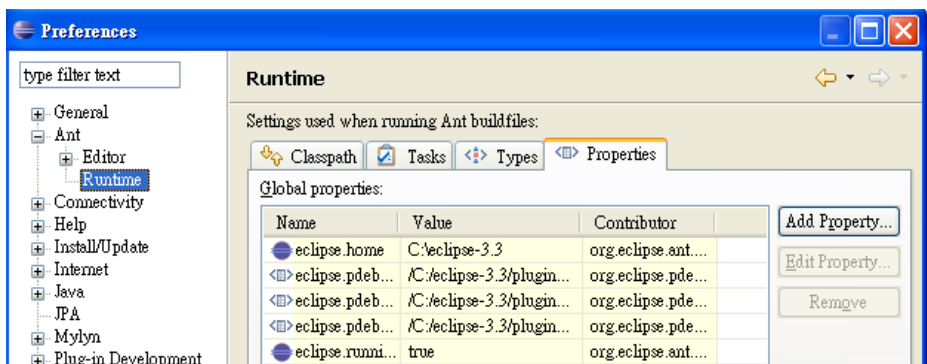 Preferences
type filter text
General
Ant
Editor
Runtime
Connectivity
Help
Install/Update
Internet
Java
JPA
Mylyn
Plug-in Development
Runtime
Settings used when running Ant buildfiles:
Classpath Tasks Types Properties
Global properties:
Name Value Contributor
eclipse.home C:\eclipse-3.3 org.eclipse.ant....
eclipse.pdeb... /C:/eclipse-3.3/plugin... org.eclipse.pde...
eclipse.pdeb... /C:/eclipse-3.3/plugin... org.eclipse.pde...
eclipse.pdeb... /C:/eclipse-3.3/plugin... org.eclipse.pde...
eclipse.runni... true org.eclipse.ant....
Add Property...
Edit Property...
Remove